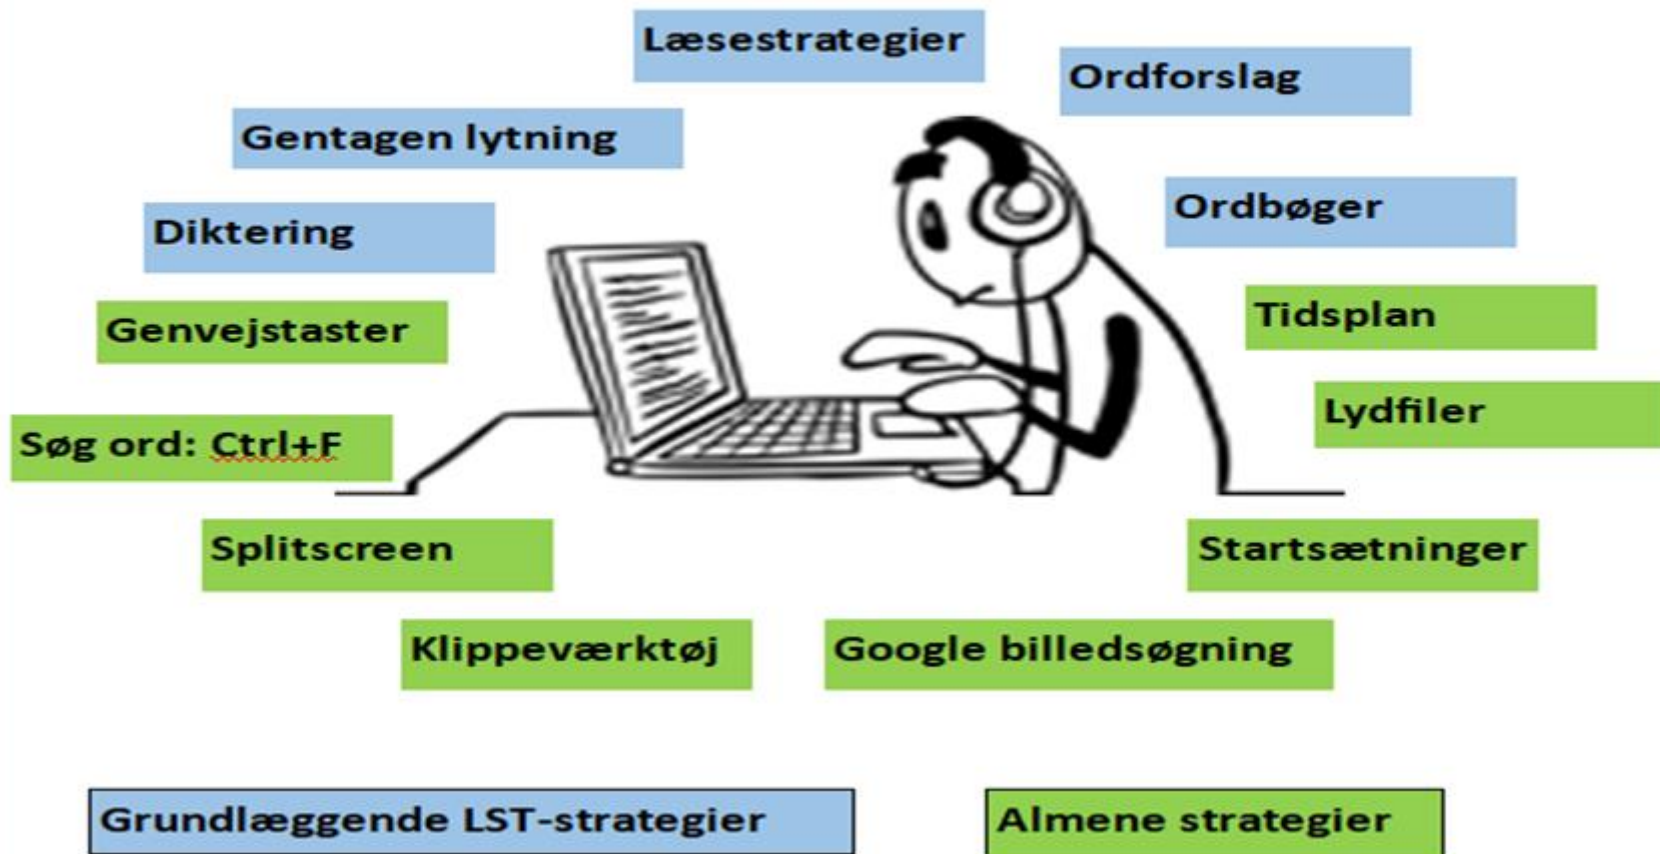 Læsestrategier
Ordforslag
Gentagen lytning
Ordbøger
Diktering
Tidsplan
Genvejstaster
Lydfiler
Søg ord: Ctrl+F
Splitscreen
Startsætninger
Klippeværktøj
Google billedsøgning
Grundlæggende LST-strategier
Almene strategier